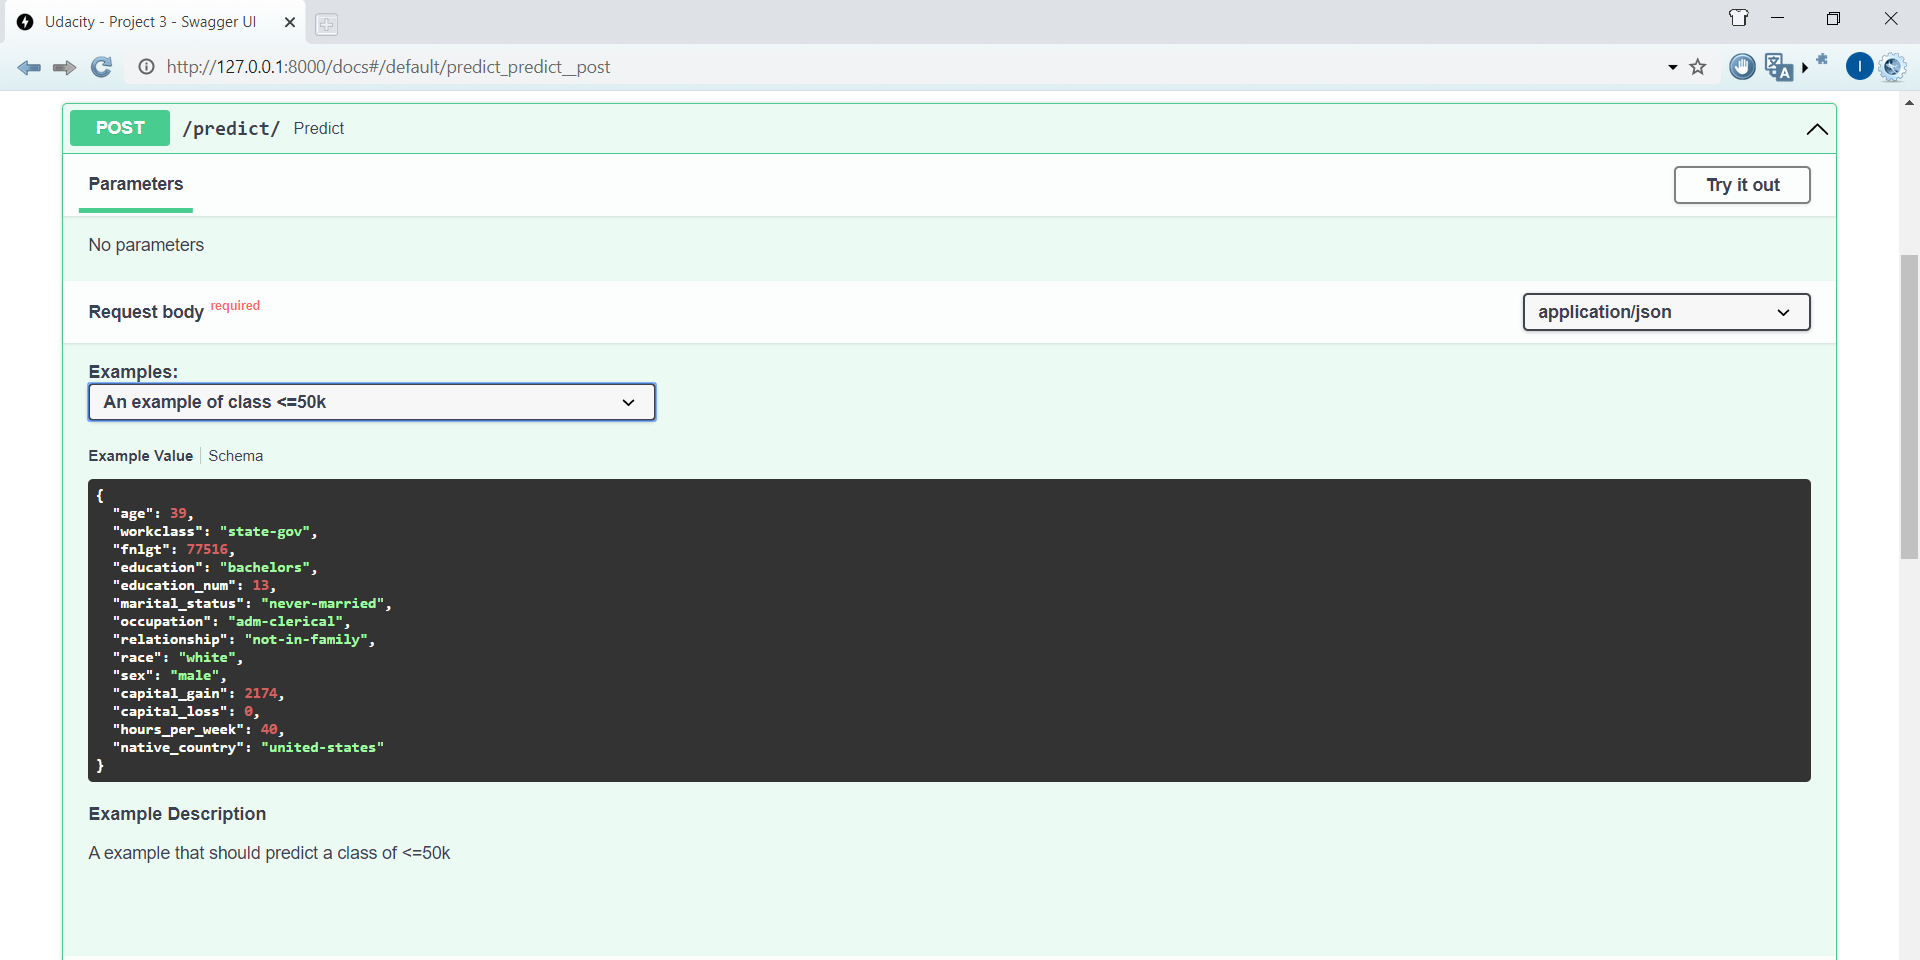 Udacity - Project 3 - Swagger UI
http://127.0.0.1:8000/docs#/default/predict_predict__post
I
POST /predict/ Predict
Parameters
Try it out
No parameters
Request body required
application/json
Examples:
An example of class <=50k
Example Value
Schema
{
"age": 39,
"workclass": "state-gov",
"fnlgt": 77516,
"education": "bachelors",
"education_num": 13,
"marital_status": "never-married",
"occupation": "adm-clerical",
"relationship": "not-in-family",
"race": "white",
"sex": "male",
"capital_gain": 2174,
"capital_loss": 0,
"hours_per_week": 40,
"native_country": "united-states"
}
Example Description
A example that should predict a class of <=50k